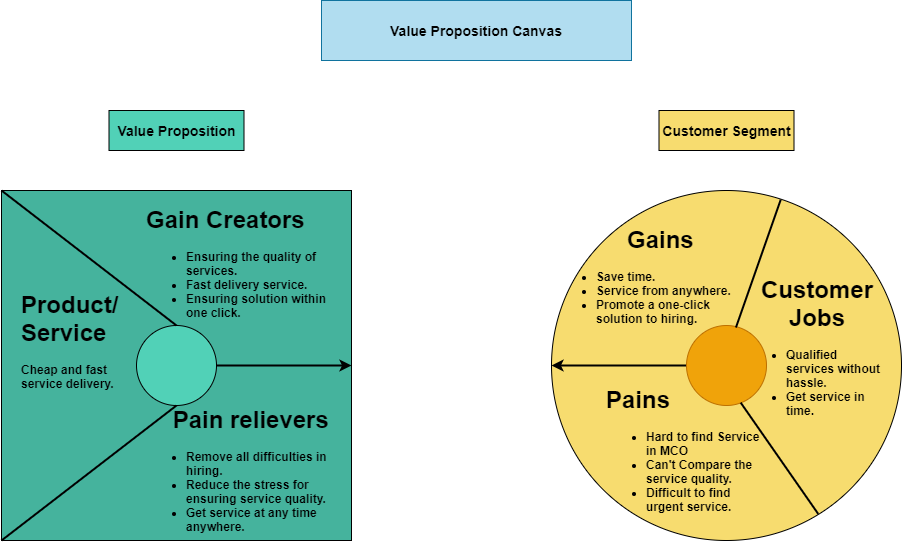 Value Proposition Canvas
Value Proposition
Customer Segment
Gain Creators
• Ensuring the quality of
services.
• Fast delivery service.
• Ensuring solution within
one click.
Product/
Service
Cheap and fast
service delivery.
Pain relievers
• Remove all difficulties in
hiring.
• Reduce the stress for
ensuring service quality.
• Get service at any time
anywhere.
Gains
• Save time.
• Service from anywhere.
• Promote a one-click
solution to hiring.
Customer
Jobs
• Qualified
services without
hassle.
• Get service in
time.
Pains
• Hard to find Service
in MCO
• Can't Compare the
service quality.
• Difficult to find
urgent service.